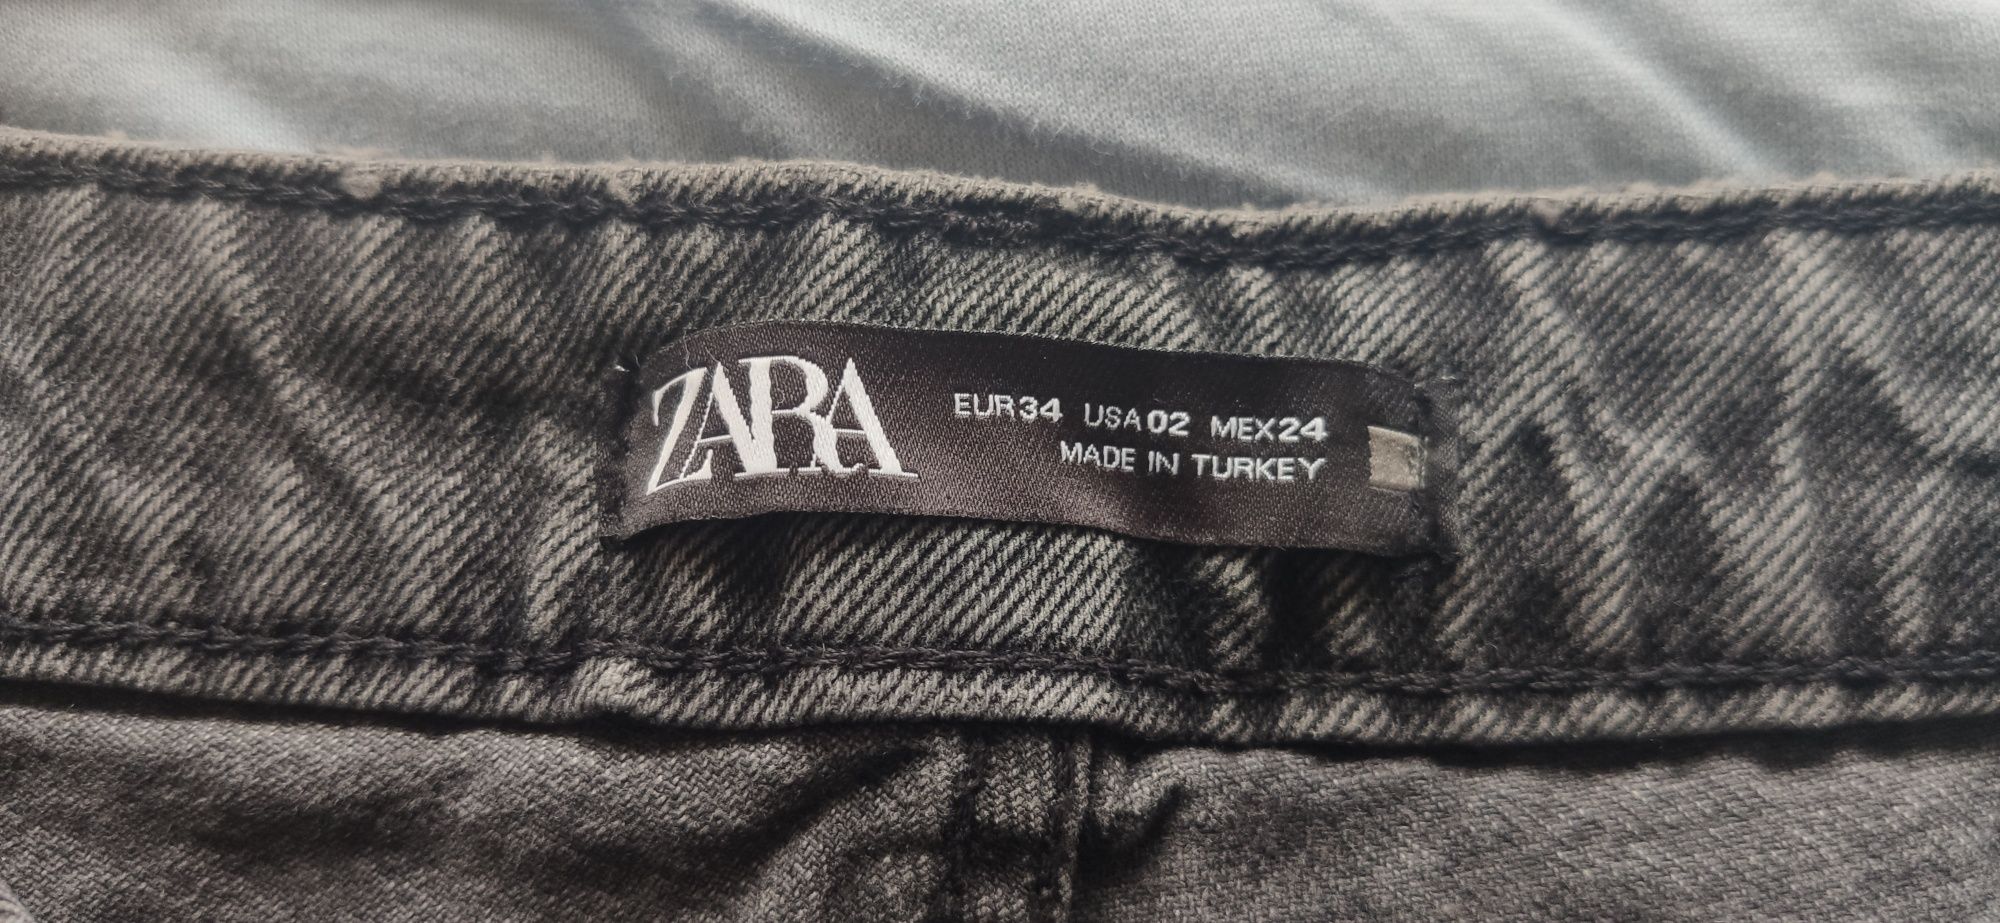 ZARA
EUR34 USA02 MEX24
MADE IN TURKEY